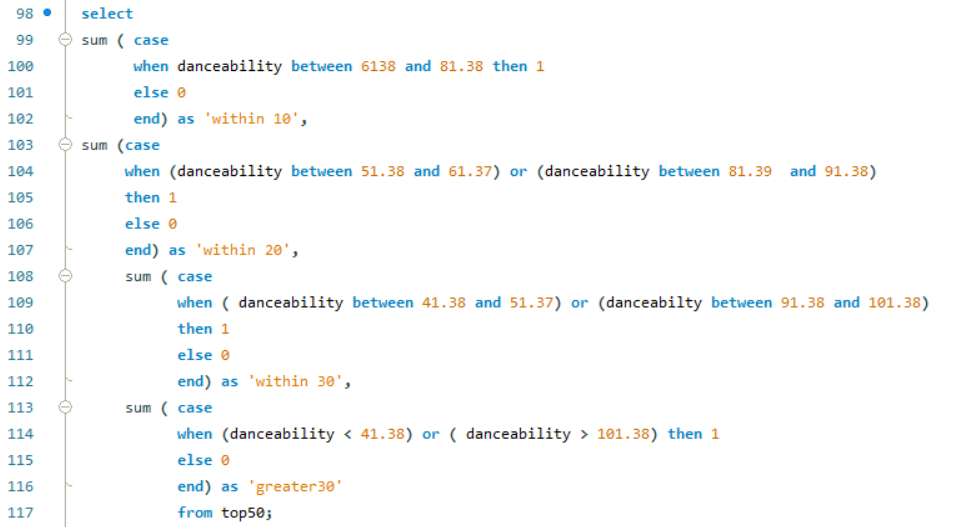 98 select
99 sum ( case
100 when danceability between 6138 and 81.38 then 1
101 else 0
102 end) as 'within 10',
103 sum (case
104 when (danceability between 51.38 and 61.37) or (danceability between 81.39  and 91.38)
105 then 1
106 else 0
107 end) as 'within 20',
108 sum ( case
109 when ( danceability between 41.38 and 51.37) or (danceabilty between 91.38 and 101.38)
110 then 1
111 else 0
112 end) as 'within 30',
113 sum ( case
114 when (danceability < 41.38) or ( danceability > 101.38) then 1
115 else 0
116 end) as 'greater30'
117 from top50;